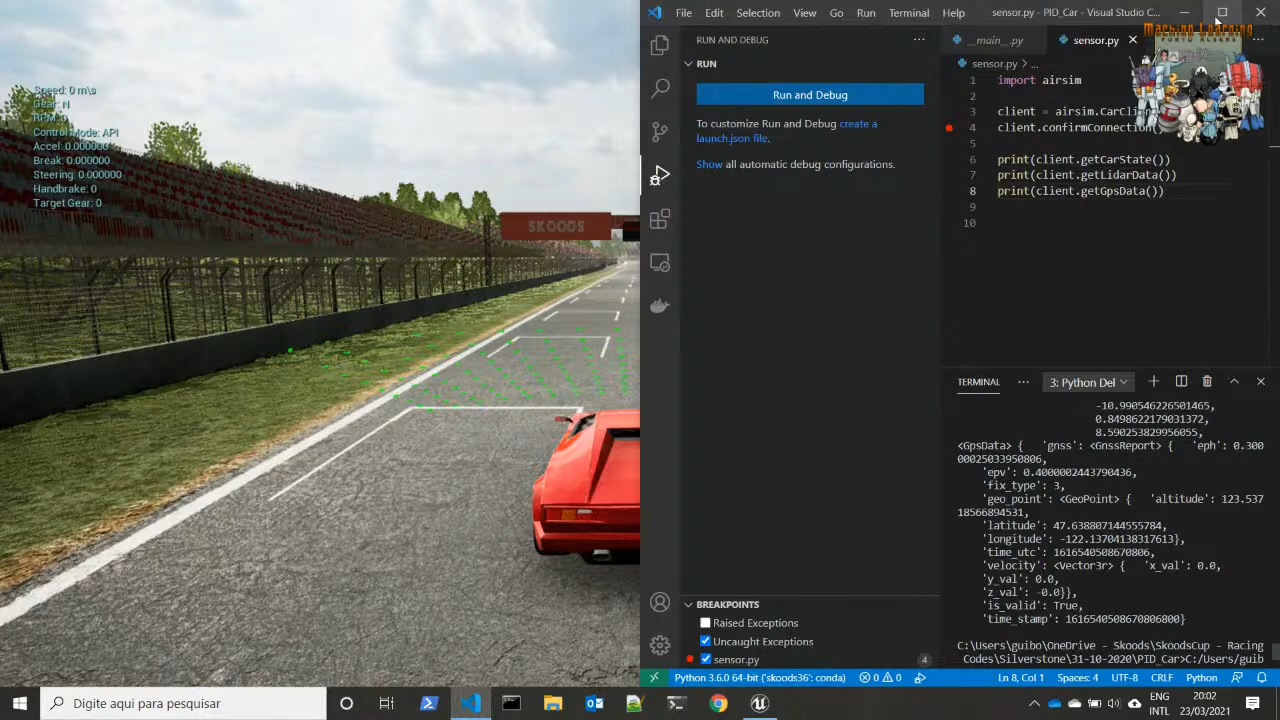 Speed: 0 m\s
Gear: N
RPM: 0
Control Mode: API
Accel: 0.000000
Break: 0.000000
Steering: 0.000000
Handbrake: 0
Target Gear: 0
SKOODS
File Edit Selection View Go Run Terminal Help sensor.py - PID_Car - Visual Studio C...
RUN AND DEBUG
RUN
Run and Debug
To customize Run and Debug create a
launch.json file.
Show all automatic debug configurations.
BREAKPOINTS
Raised Exceptions
Uncaught Exceptions
sensor.py 4
__main__.py sensor.py
Machine Learning
PORTO ALEGRE
sensor.py > ...
1 import airsim
2
3 client = airsim.CarCli
4 client.confirmConnection
5
6 print(client.getCarState())
7 print(client.getLidarData())
8 print(client.getGpsData())
9
10
TERMINAL ... 3: Python Del
-10.990546226501465,
0.8498622179031372,
8.590253829956055,
<GpsData> { 'gnss': <GnssReport> { 'eph': 0.300
00025033950806,
'epv': 0.4000002443790436,
'fix_type': 3,
'geo_point': <GeoPoint> { 'altitude': 123.537
18566894531,
'latitude': 47.638807144555784,
'longitude': -122.13704138317613},
'time_utc': 1616540508670806,
'velocity': <Vector3r> { 'x_val': 0.0,
'y_val': 0.0,
'z_val': -0.0}},
'is_valid': True,
'time_stamp': 1616540508670806800}
C:\Users\guibo\OneDrive - Skoods\SkoodsCup - Racing
Codes\Silverstone\31-10-2020\PID_Car>C:/Users/guib
Python 3.6.0 64-bit ('skoods36': conda) 0 0 Ln 8, Col 1 Spaces: 4 UTF-8 CRLF Python
Digite aqui para pesquisar
ENG
INTL
20:02
23/03/2021